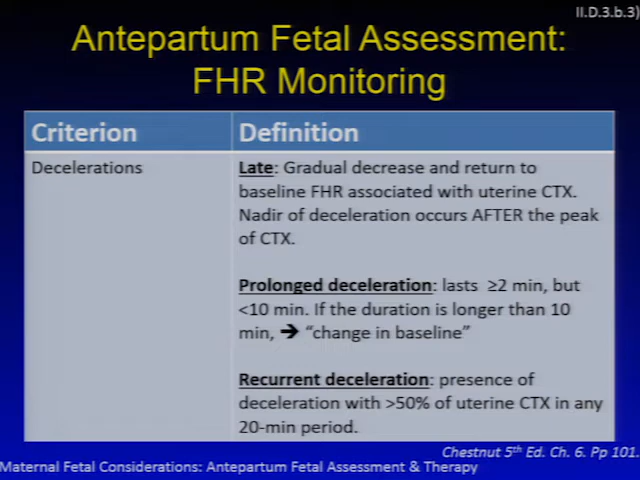 II.D.3.b.3)
Antepartum Fetal Assessment:
FHR Monitoring
Criterion
Definition
Decelerations
Late: Gradual decrease and return to
baseline FHR associated with uterine CTX.
Nadir of deceleration occurs AFTER the peak
of CTX.
Prolonged deceleration: lasts ≥2 min, but
<10 min. If the duration is longer than 10
min, 🡪 “change in baseline”
Recurrent deceleration: presence of
deceleration with >50% of uterine CTX in any
20-min period.
Chestnut 5th Ed. Ch. 6. Pp 101.
Maternal Fetal Considerations: Antepartum Fetal Assessment & Therapy